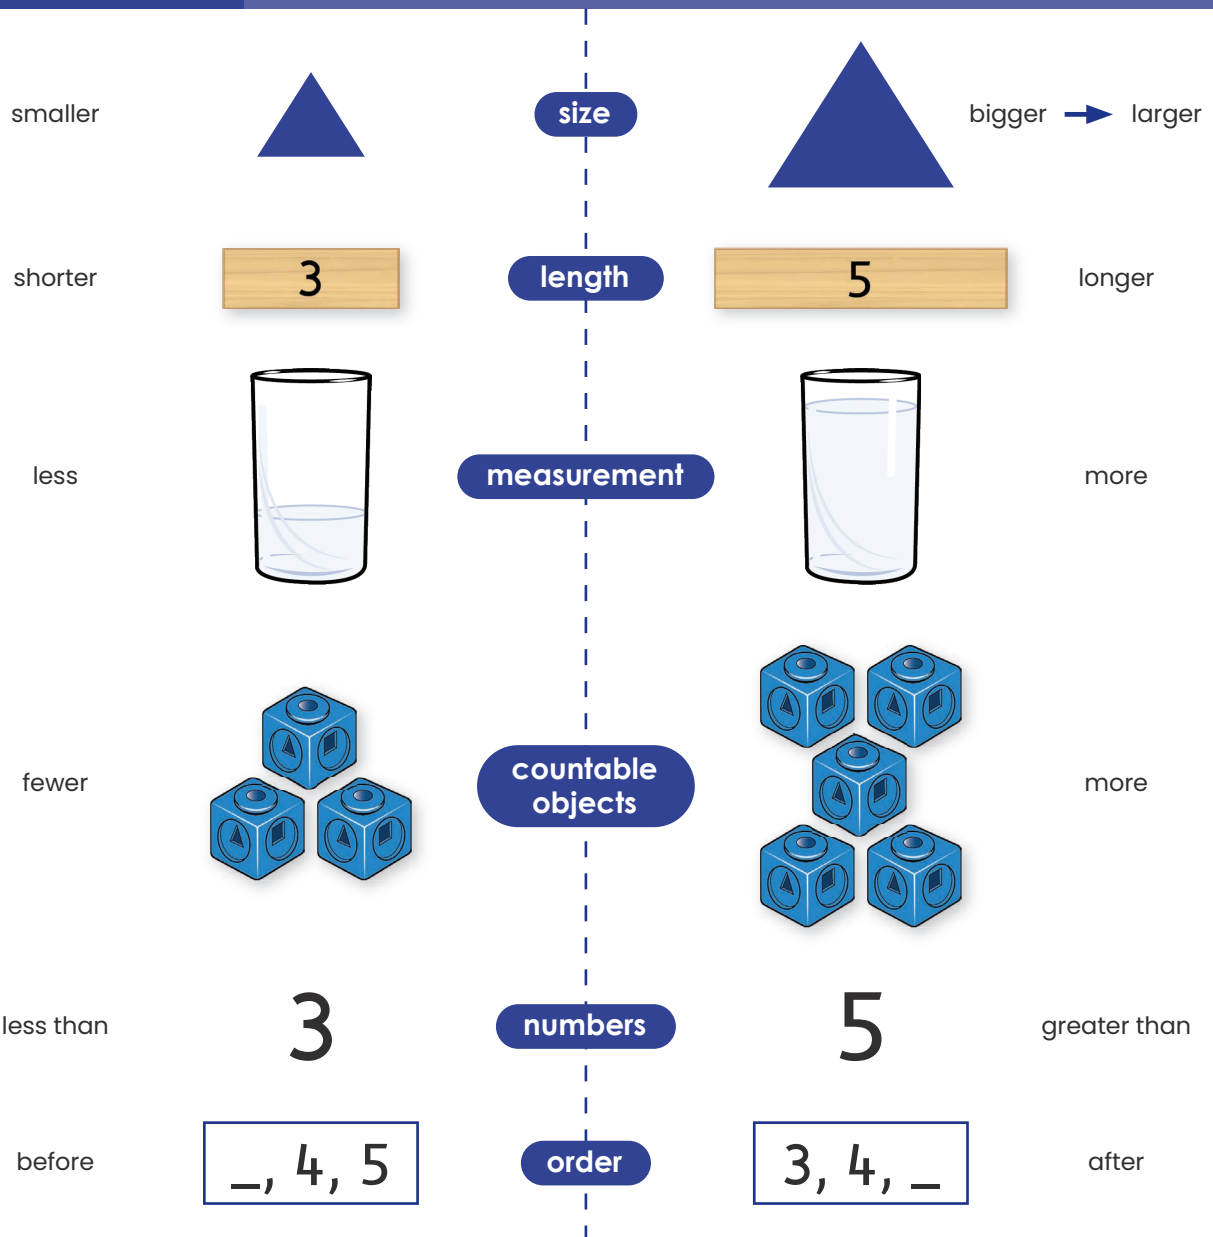 smaller
size
bigger → larger
shorter
3
length
5
longer
less
measurement
more
fewer
countable
objects
more
less than
3
numbers
5
greater than
before
_, 4, 5
order
3, 4, _
after